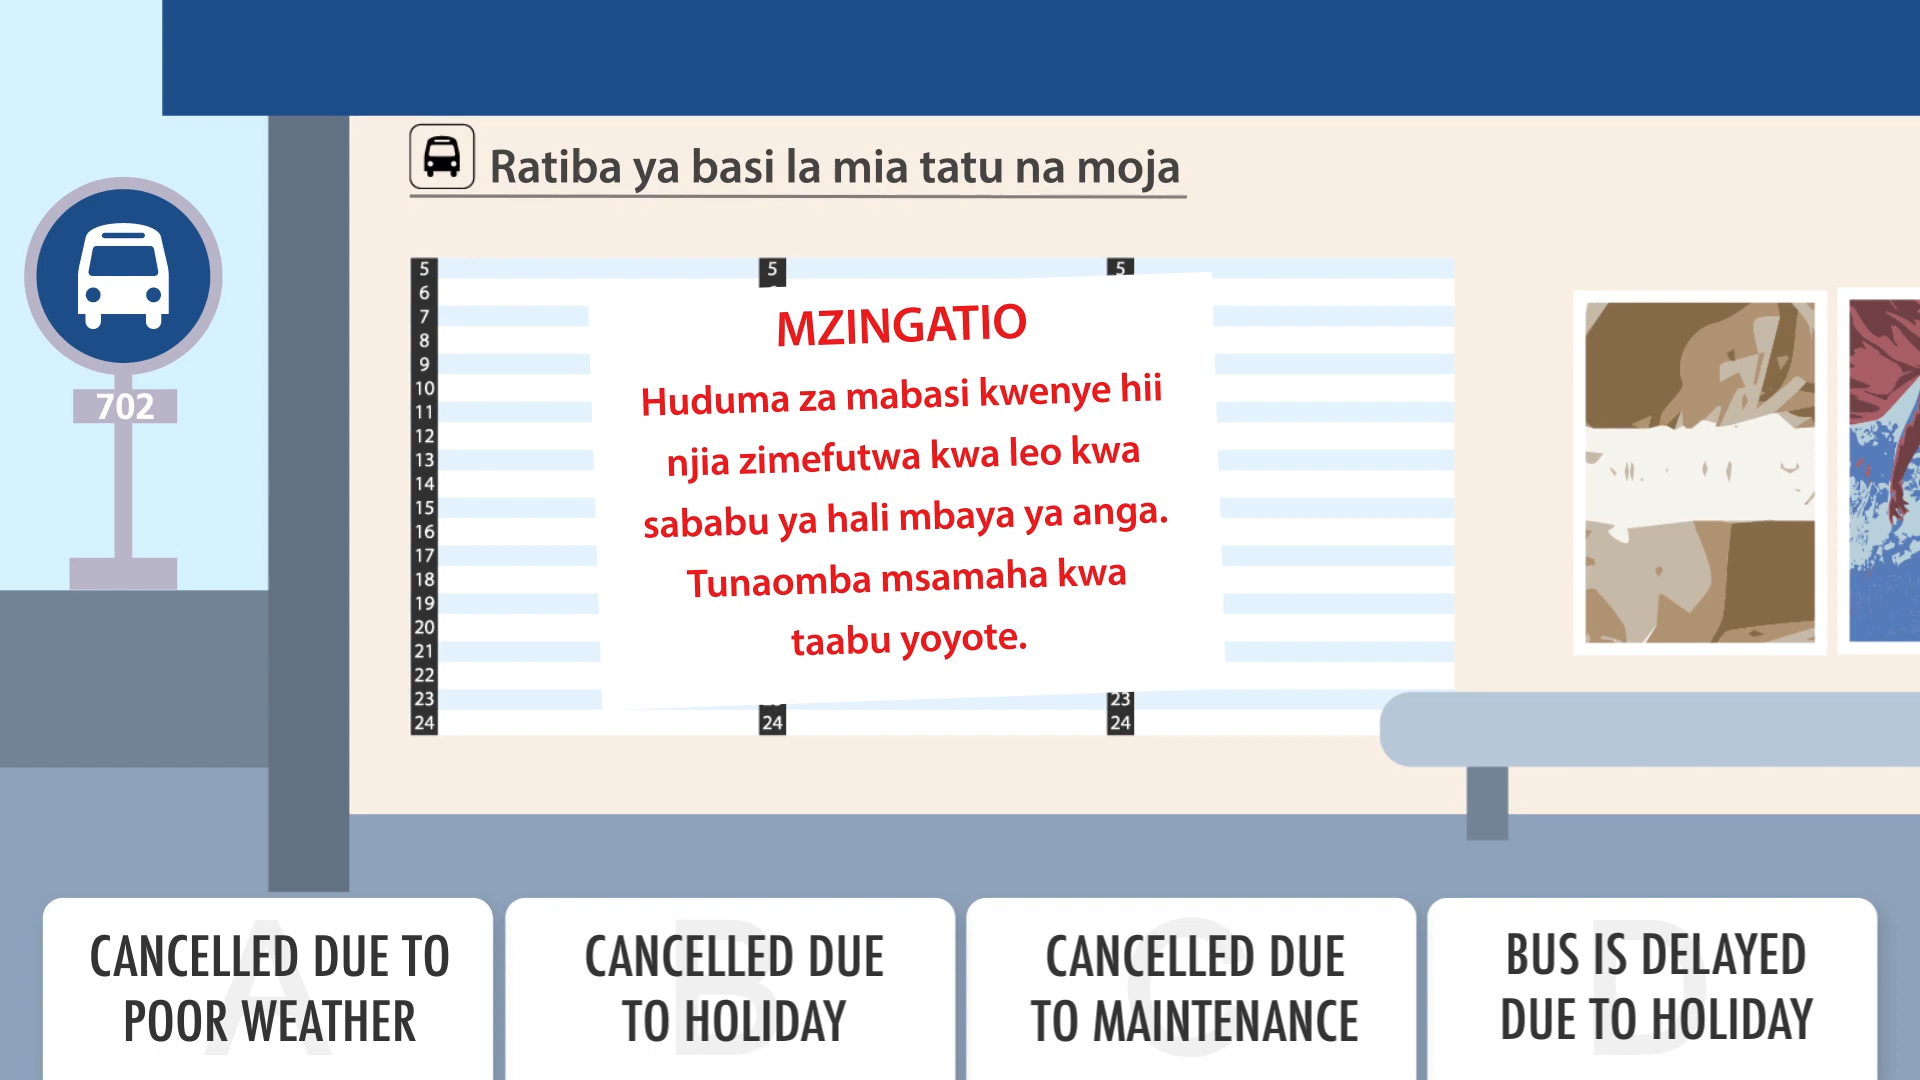 Ratiba ya basi la mia tatu na moja
702
5 5 5
6
7
8
9
10
11
12
13
14
15
16
17
18
19
20
21
22
23 23
24 24 24
MZINGATIO
Huduma za mabasi kwenye hii
njia zimefutwa kwa leo kwa
sababu ya hali mbaya ya anga.
Tunaomba msamaha kwa
taabu yoyote.
A
CANCELLED DUE TO
POOR WEATHER
B
CANCELLED DUE
TO HOLIDAY
C
CANCELLED DUE
TO MAINTENANCE
D
BUS IS DELAYED
DUE TO HOLIDAY